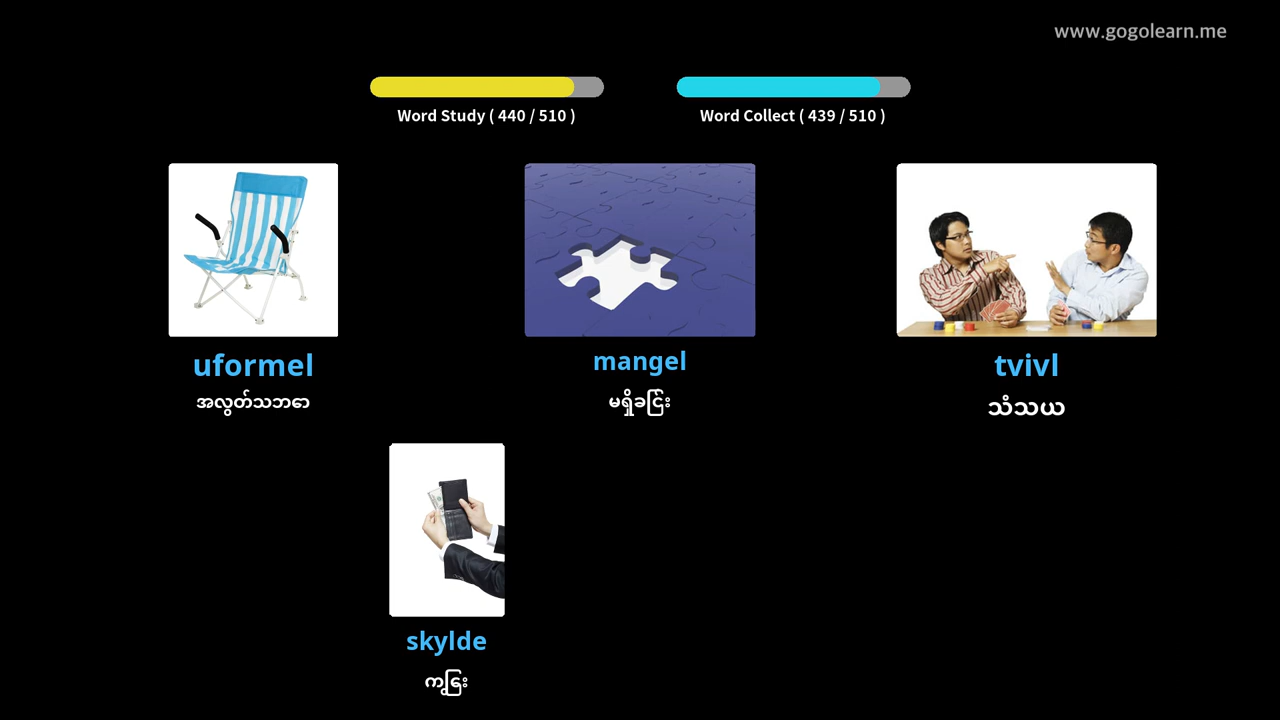 www.gogolearn.me
Word Study ( 440 / 510 )
Word Collect ( 439 / 510 )
uformel
mangel
tvivl
အလွတ်သဘော
မရှိခြင်း
သံသယ
skylde
ကြွေး